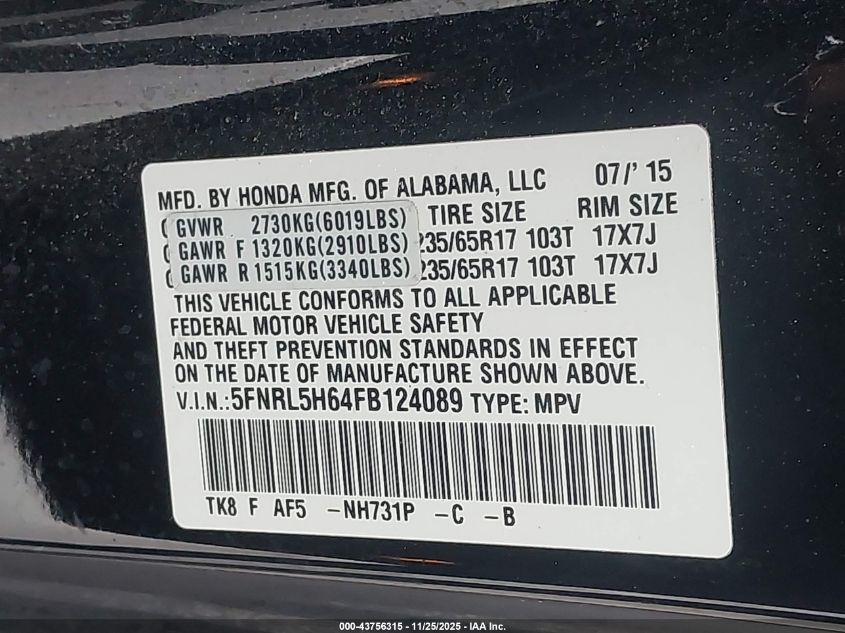 MFD. BY HONDA MFG. OF ALABAMA, LLC 07/' 15
GVWR 2730KG(6019LBS) TIRE SIZE RIM SIZE
GAWR F 1320KG(2910LBS) 235/65R17 103T 17X7J
GAWR R 1515KG(3340LBS) 235/65R17 103T 17X7J
THIS VEHICLE CONFORMS TO ALL APPLICABLE
FEDERAL MOTOR VEHICLE SAFETY
AND THEFT PREVENTION STANDARDS IN EFFECT
ON THE DATE OF MANUFACTURE SHOWN ABOVE.
V.I.N.:5FNRL5H64FB124089 TYPE: MPV
TK8 F AF5 -NH731P -C -B
000-43756315 - 11/25/2025 - IAA Inc.